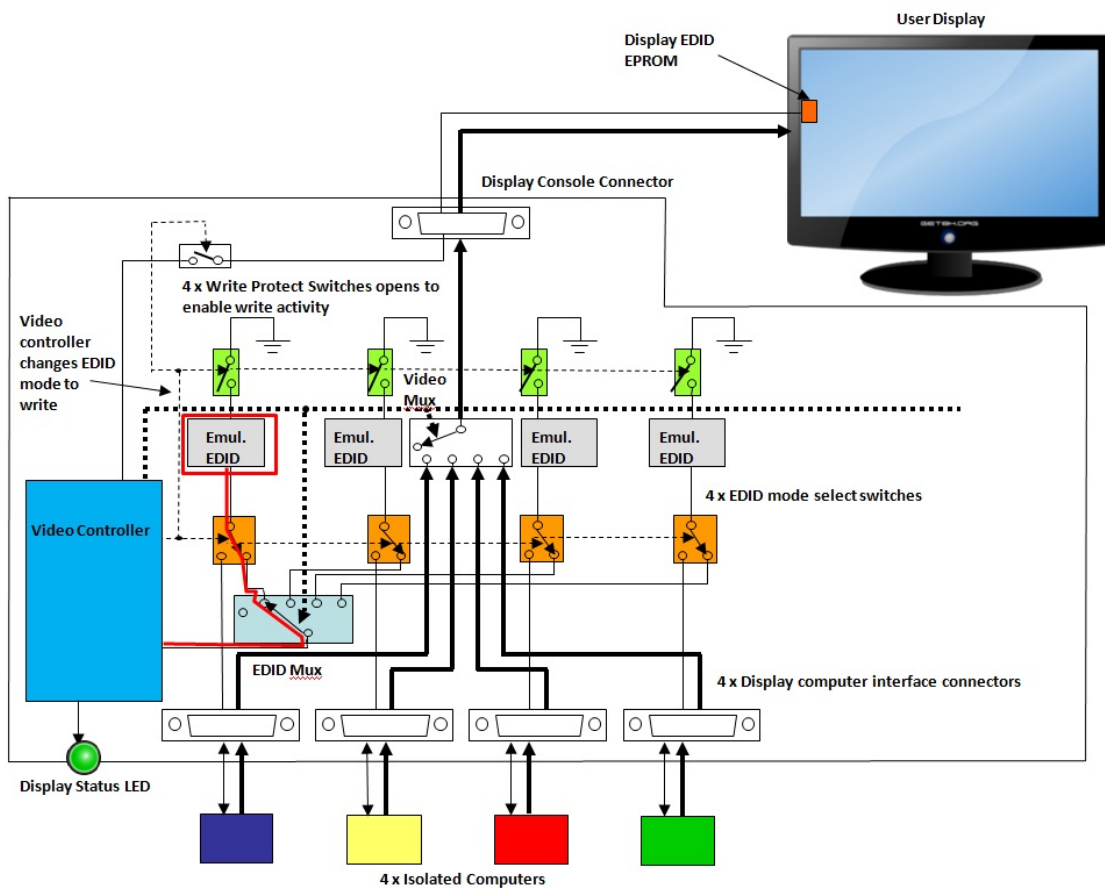 User Display
Display EDID
EPROM
GETEK.ORG
Display Console Connector
4 x Write Protect Switches opens to
enable write activity
Video
controller
changes EDID
mode to
write
Video
Mux
Emul.
EDID
Emul.
EDID
Emul.
EDID
Emul.
EDID
4 x EDID mode select switches
Video Controller
EDID Mux
4 x Display computer interface connectors
Display Status LED
4 x Isolated Computers